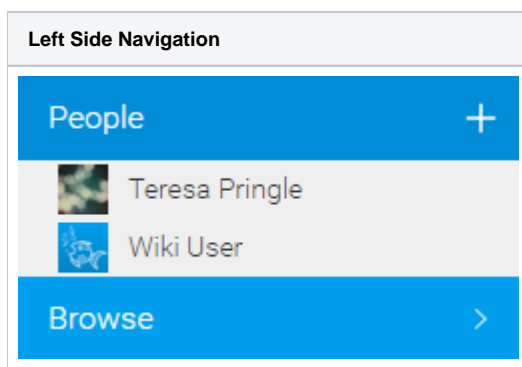 Left Side Navigation
People
Teresa Pringle
Wiki User
Browse